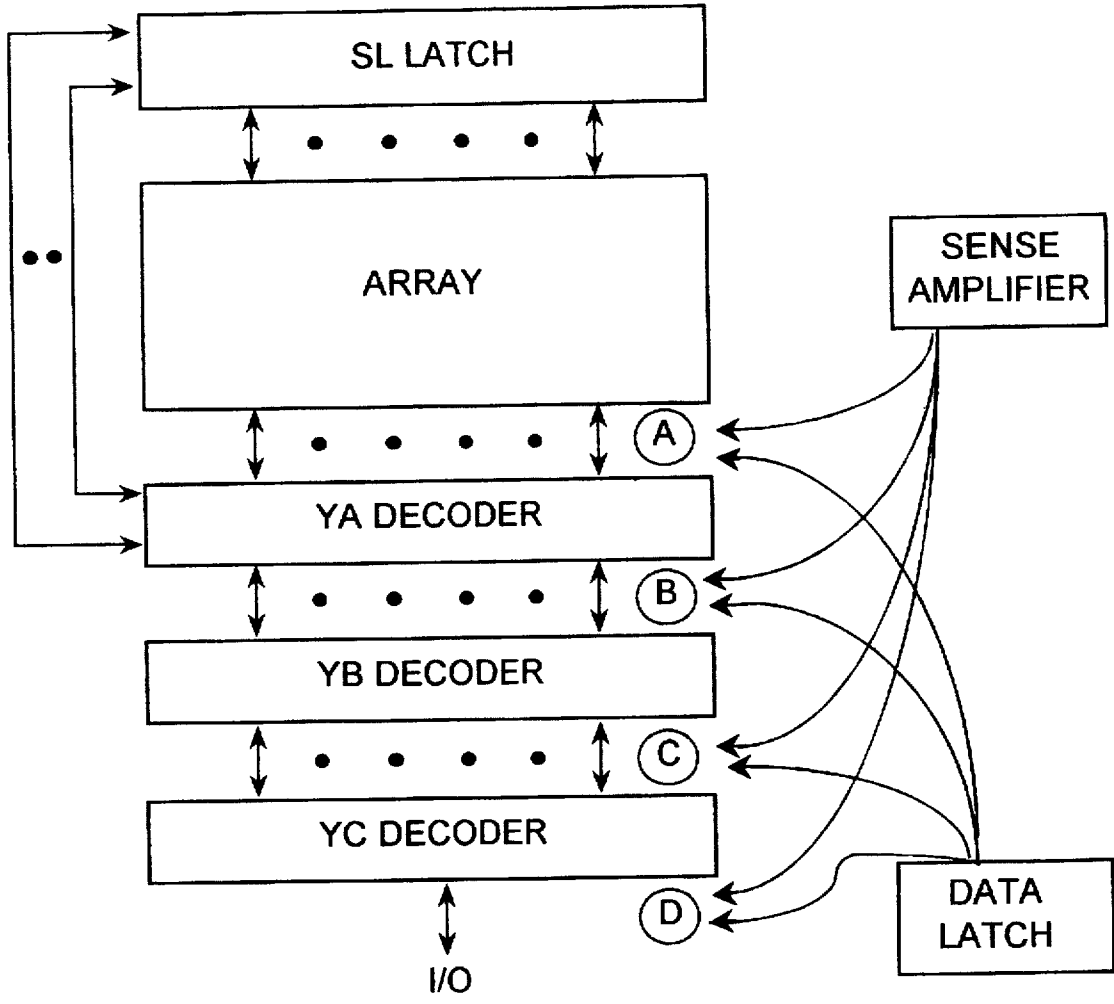 SL LATCH
ARRAY
SENSE
AMPLIFIER
A
YA DECODER
B
YB DECODER
C
YC DECODER
D
DATA
LATCH
I/O